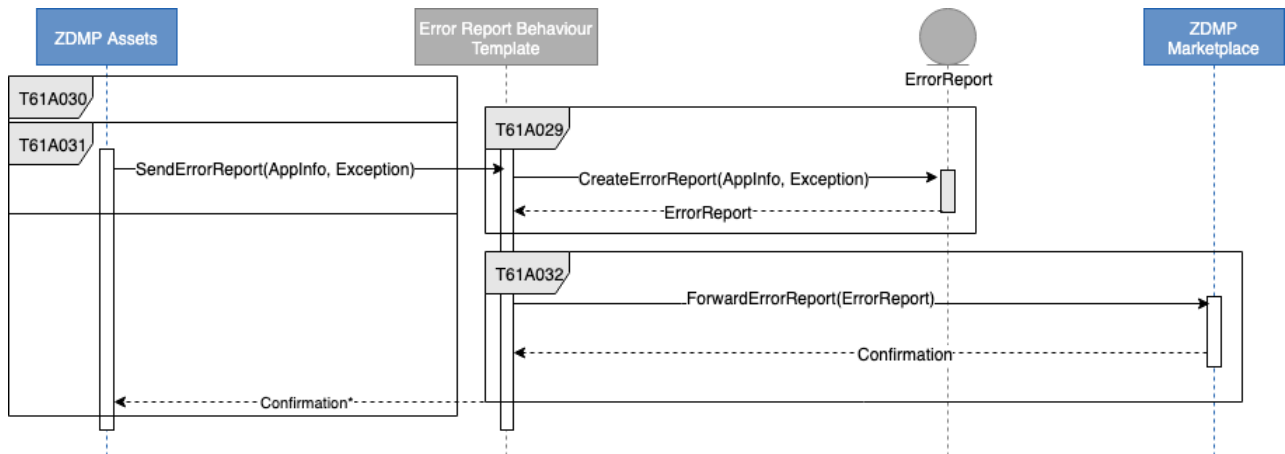 ZDMP Assets
Error Report Behaviour
Template
ErrorReport
ZDMP
Marketplace
T61A030
T61A031
T61A029
SendErrorReport(AppInfo, Exception)
CreateErrorReport(AppInfo, Exception)
ErrorReport
T61A032
ForwardErrorReport(ErrorReport)
Confirmation
Confirmation*